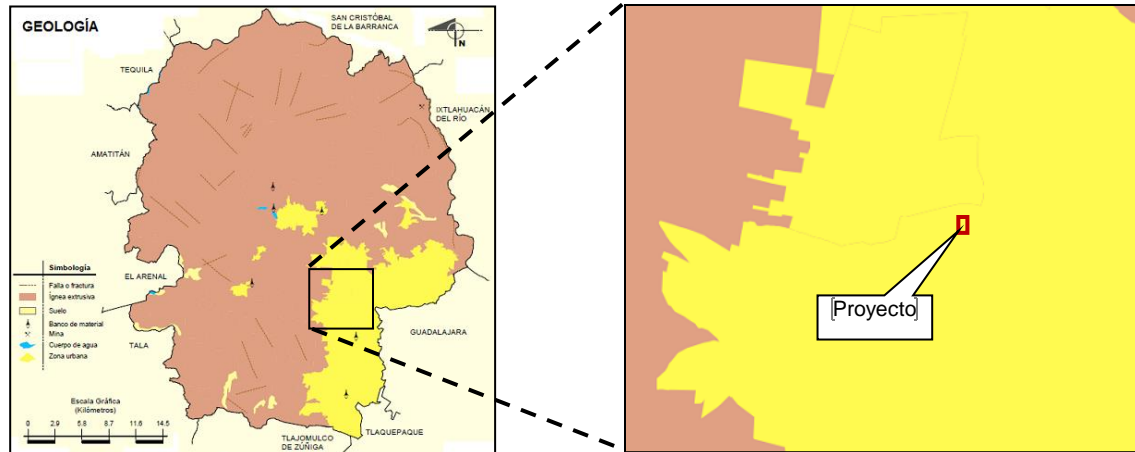 GEOLOGÍA
SAN CRISTÓBAL
DE LA BARRANCA
N
TEQUILA
IXTLAHUACÁN
DEL RÍO
AMATITÁN
EL ARENAL
TALA
GUADALAJARA
TLAQUEPAQUE
TLAJOMULCO
DE ZÚÑIGA
Simbología
Falla o fractura
Ígnea extrusiva
Suelo
Banco de material
Mina
Cuerpo de agua
Zona urbana
Escala Gráfica
(Kilómetros)
0 2.9 5.8 8.7 11.6 14.5
[Proyecto]